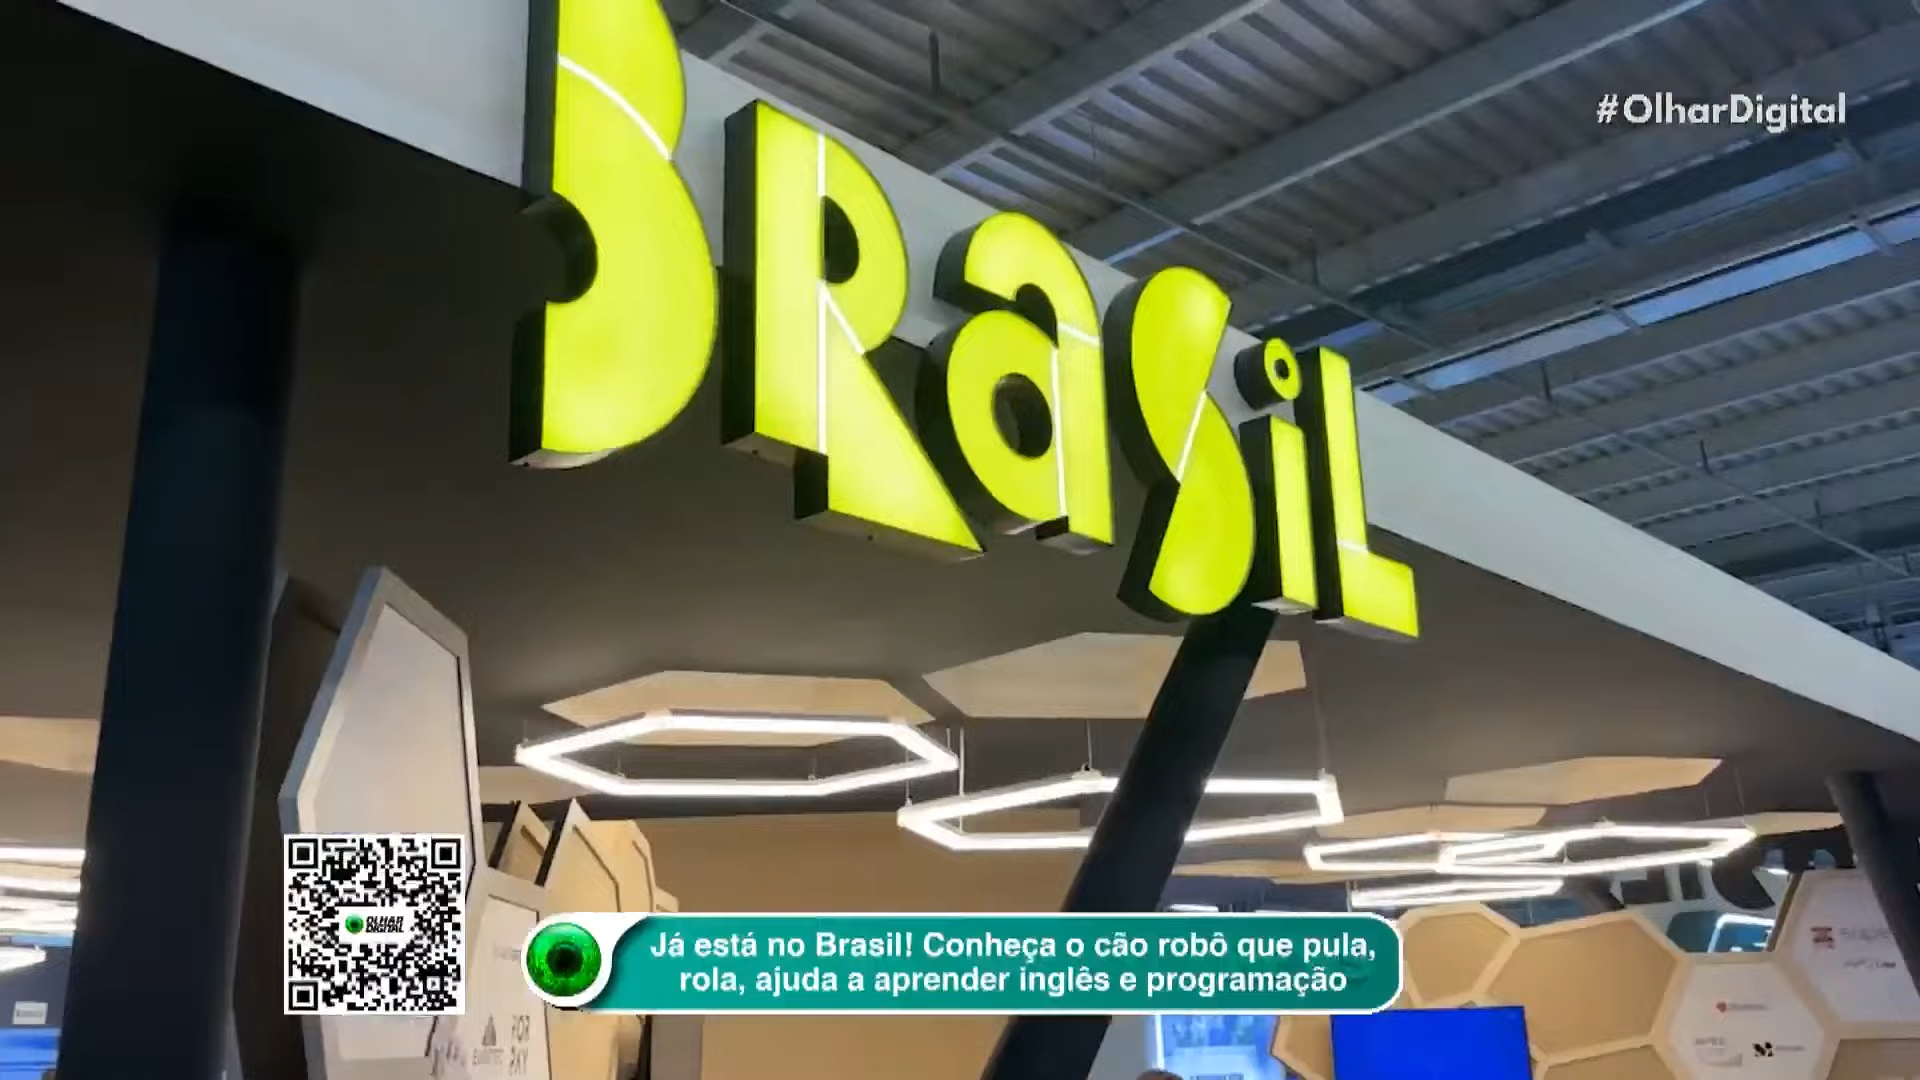 #OlharDigital
BRaSiL
OLHAR
DIGITAL
Já está no Brasil! Conheça o cão robô que pula,
rola, ajuda a aprender inglês e programação